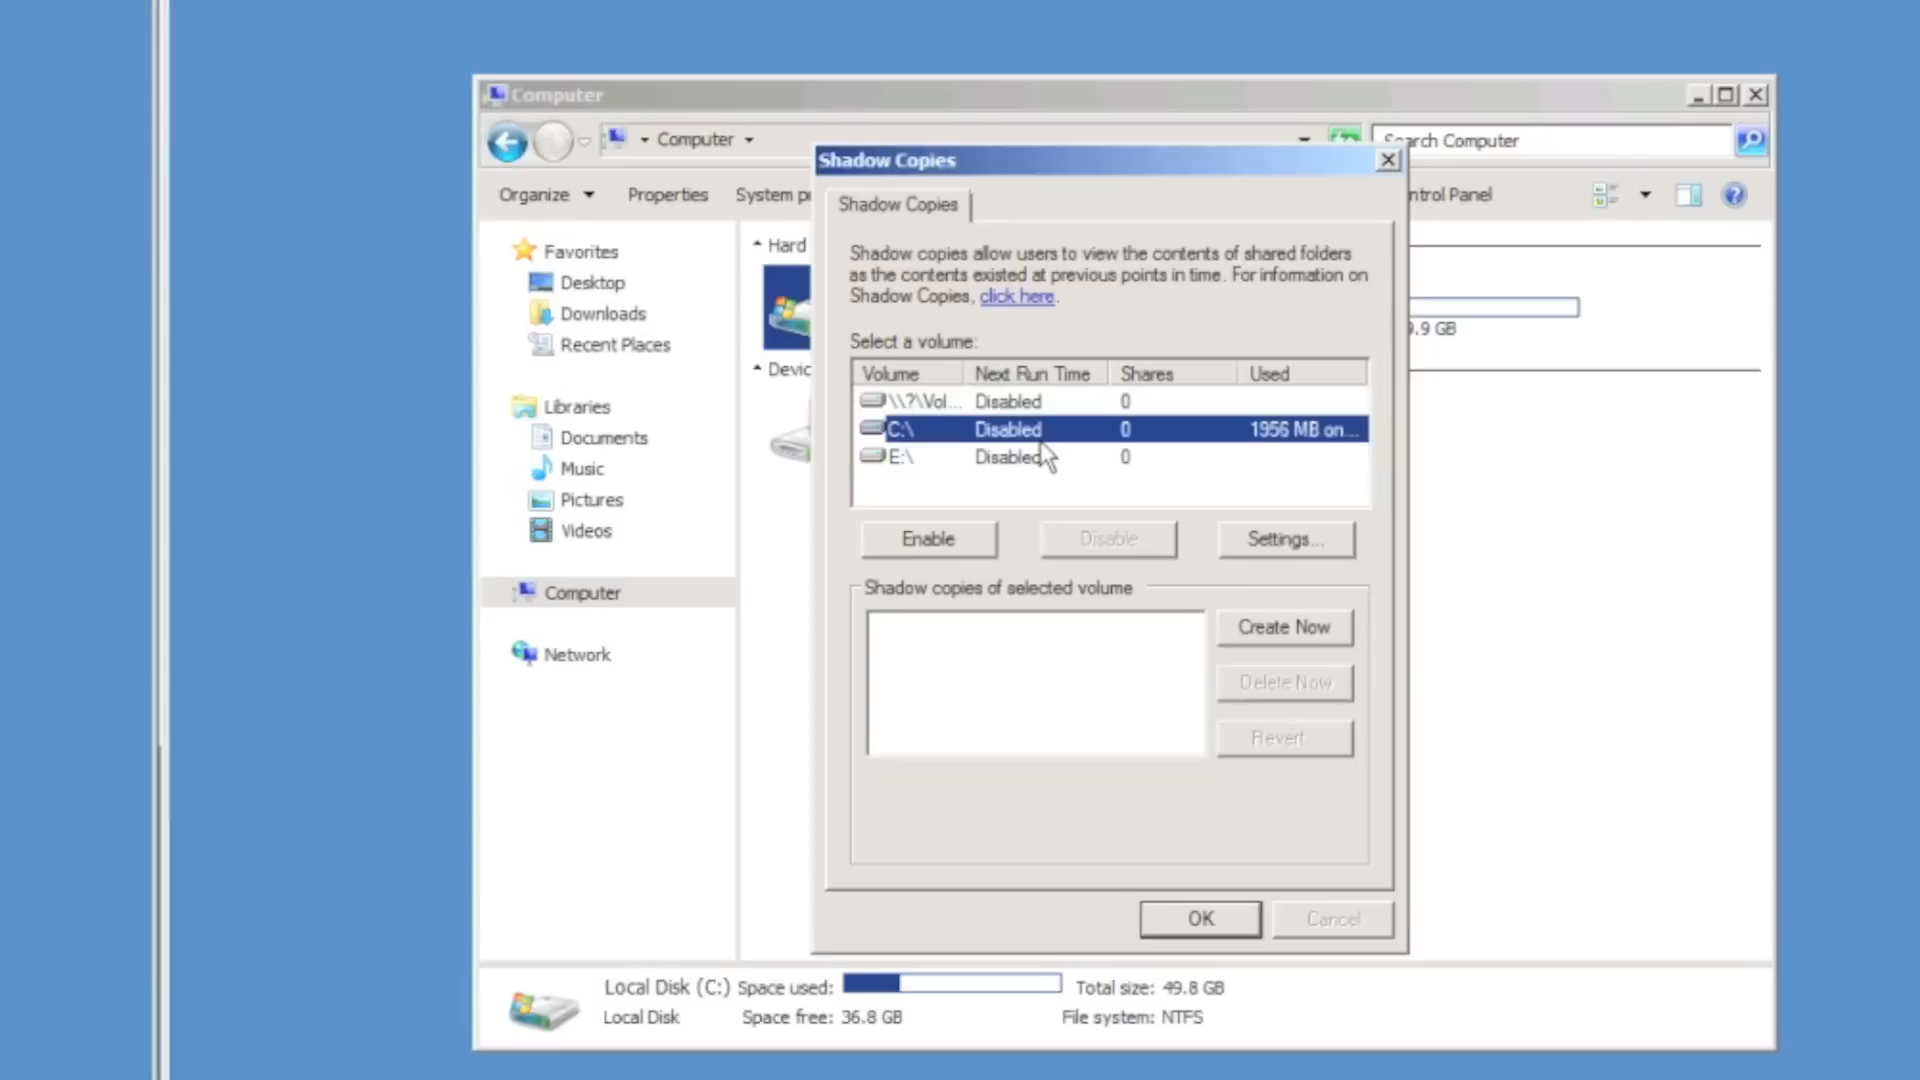 Computer
Computer
Search Computer
Organize
Properties
System p
ntrol Panel
Favorites
Desktop
Downloads
Recent Places
Libraries
Documents
Music
Pictures
Videos
Computer
Network
Hard
Devic
9.9 GB
Shadow Copies
Shadow Copies
Shadow copies allow users to view the contents of shared folders
as the contents existed at previous points in time. For information on
Shadow Copies, click here.
Select a volume:
Volume Next Run Time Shares Used
\\?\Vol... Disabled 0
C:\ Disabled 0 1956 MB on...
E:\ Disabled 0
Enable Disable Settings...
Shadow copies of selected volume
Create Now
Delete Now
Revert
OK Cancel
Local Disk (C:) Space used: Total size: 49.8 GB
Local Disk Space free: 36.8 GB File system: NTFS